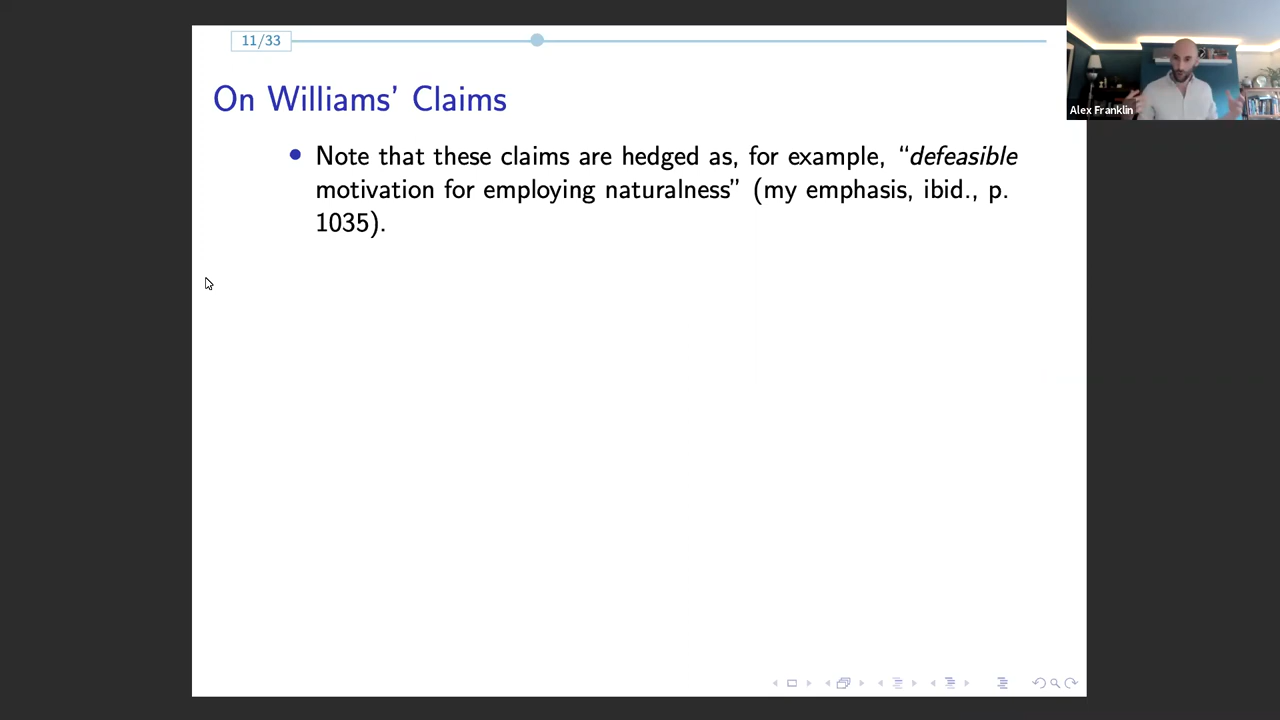 11/33
On Williams’ Claims
Alex Franklin
• Note that these claims are hedged as, for example, “defeasible
motivation for employing naturalness” (my emphasis, ibid., p.
1035).